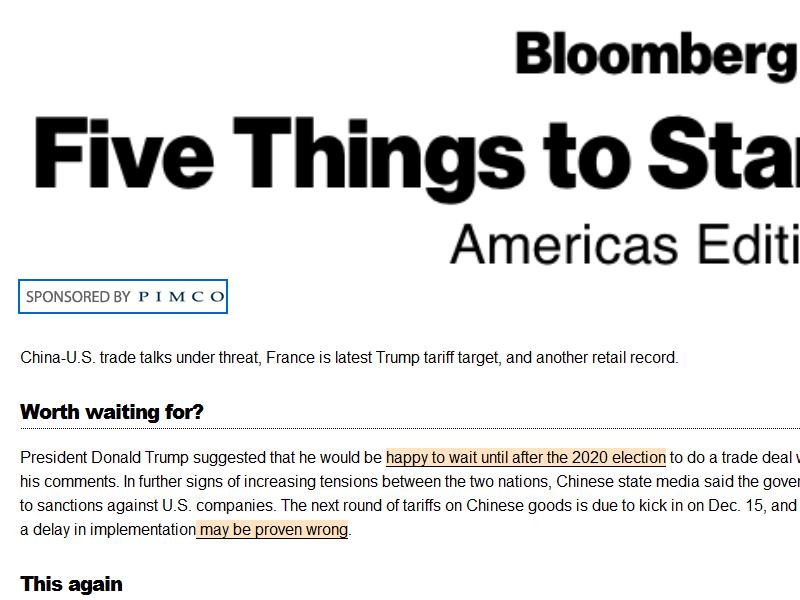 Bloomberg
Five Things to Star
Americas Editi
SPONSORED BY PIMCO
China-U.S. trade talks under threat, France is latest Trump tariff target, and another retail record.
Worth waiting for?
President Donald Trump suggested that he would be happy to wait until after the 2020 election to do a trade deal
his comments. In further signs of increasing tensions between the two nations, Chinese state media said the gover
to sanctions against U.S. companies. The next round of tariffs on Chinese goods is due to kick in on Dec. 15, and
a delay in implementation may be proven wrong.
This again